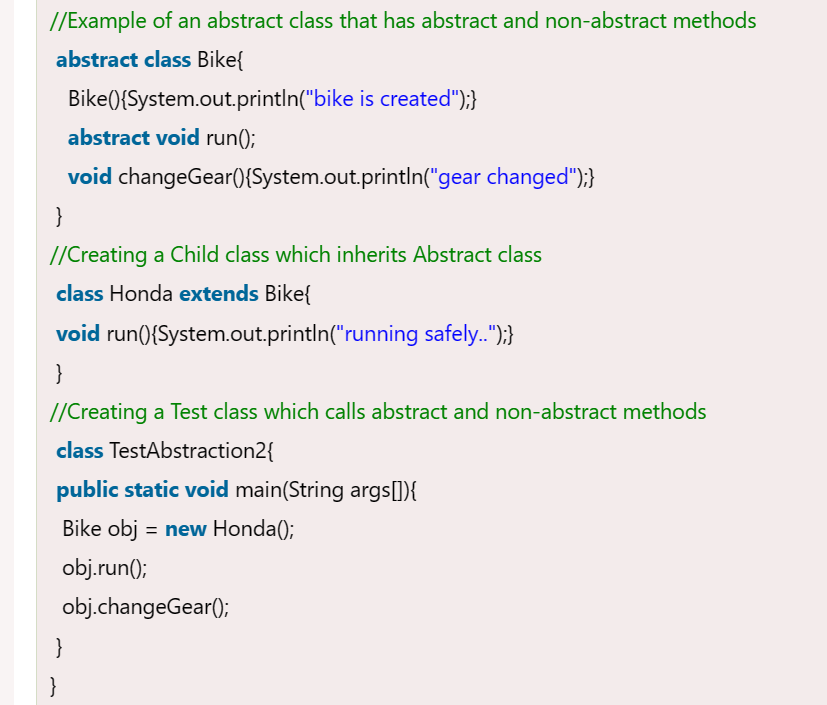 //Example of an abstract class that has abstract and non-abstract methods
abstract class Bike{
Bike(){System.out.println("bike is created");}
abstract void run();
void changeGear(){System.out.println("gear changed");}
}
//Creating a Child class which inherits Abstract class
class Honda extends Bike{
void run(){System.out.println("running safely..");}
}
//Creating a Test class which calls abstract and non-abstract methods
class TestAbstraction2{
public static void main(String args[]){
Bike obj = new Honda();
obj.run();
obj.changeGear();
}
}